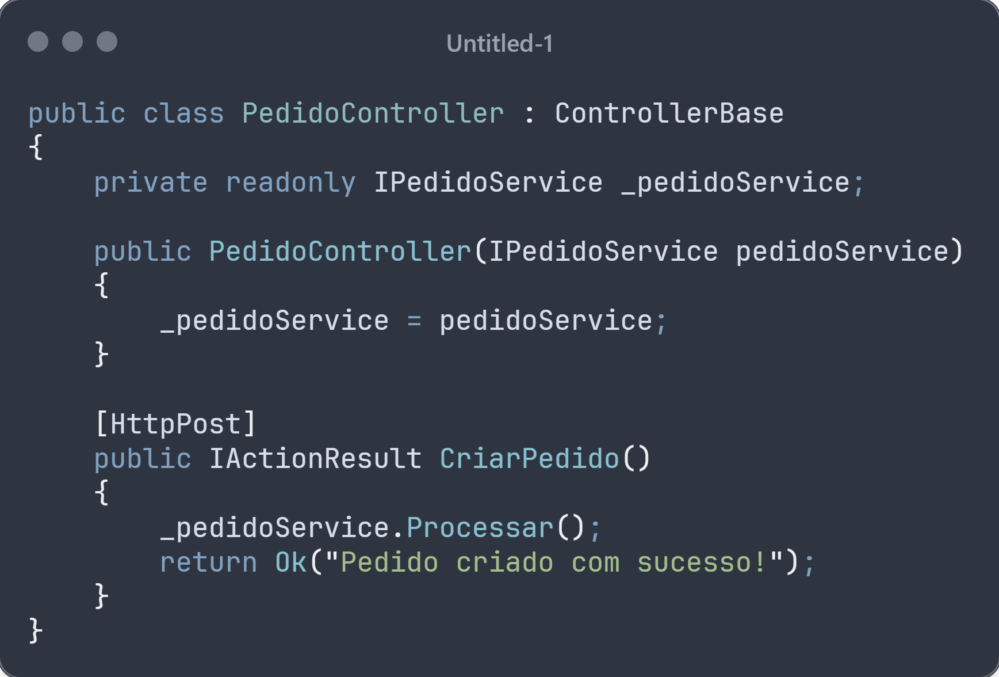 Untitled-1
public class PedidoController : ControllerBase
{
    private readonly IPedidoService _pedidoService;

    public PedidoController(IPedidoService pedidoService)
    {
        _pedidoService = pedidoService;
    }

    [HttpPost]
    public IActionResult CriarPedido()
    {
        _pedidoService.Processar();
        return Ok("Pedido criado com sucesso!");
    }
}